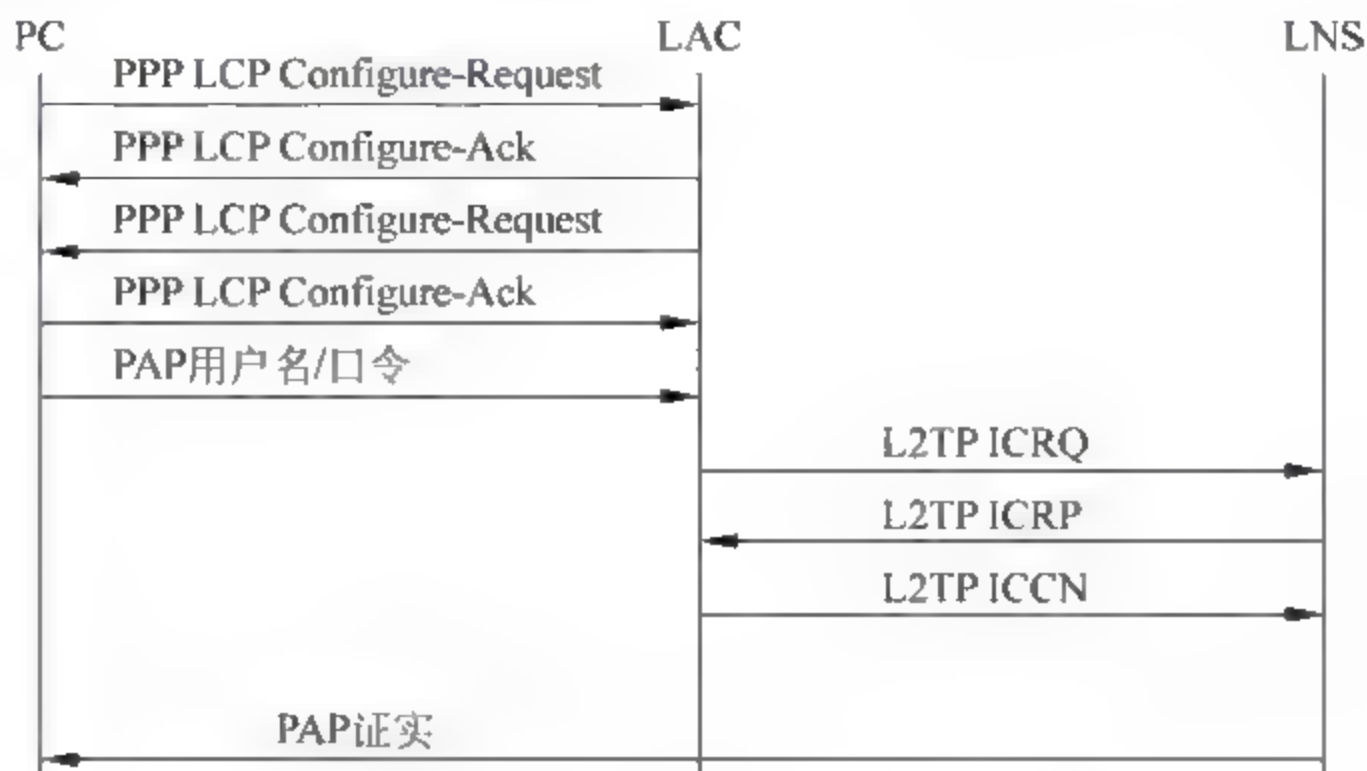 PC LAC LNS
PPP LCP Configure-Request
PPP LCP Configure-Ack
PPP LCP Configure-Request
PPP LCP Configure-Ack
PAP用户名/口令
L2TP ICRQ
L2TP ICRP
L2TP ICCN
PAP证实